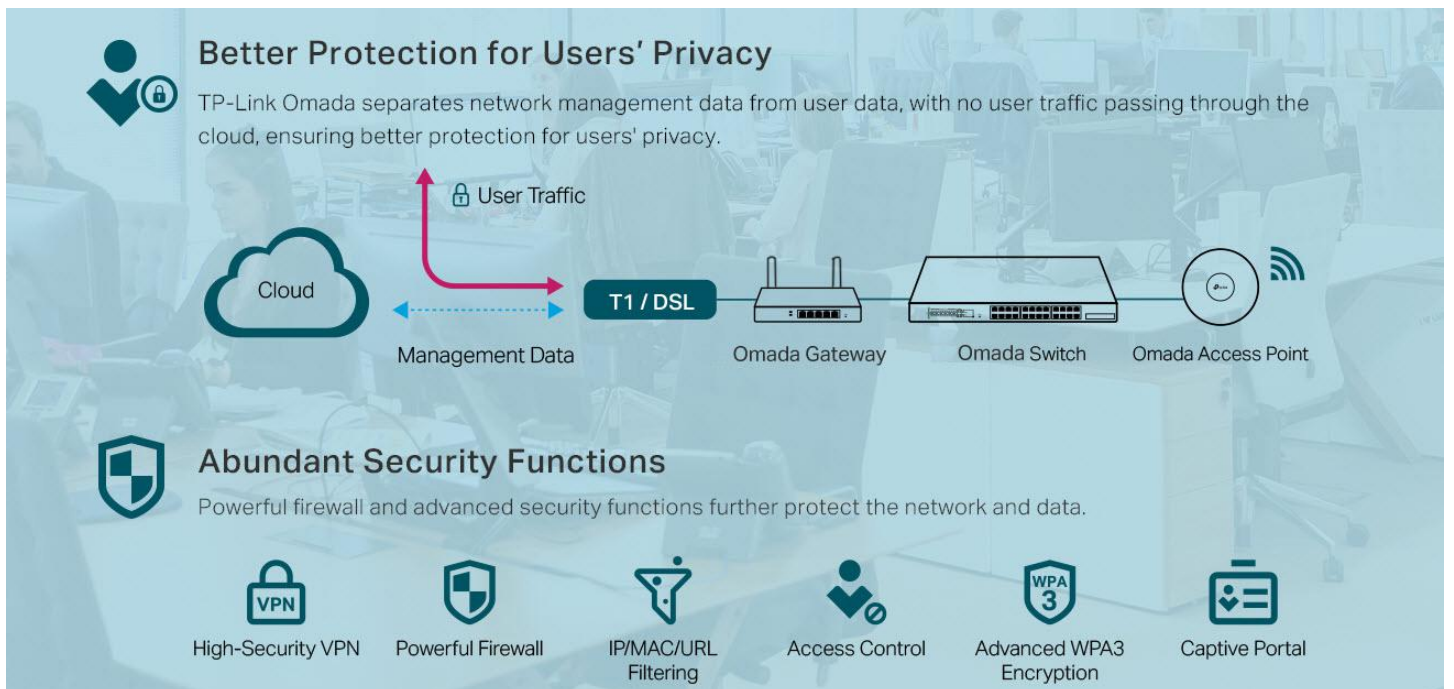 Better Protection for Users' Privacy
TP-Link Omada separates network management data from user data, with no user traffic passing through the
cloud, ensuring better protection for users' privacy.
User Traffic
Cloud
T1 / DSL
Management Data
Omada Gateway
Omada Switch
Omada Access Point
Abundant Security Functions
Powerful firewall and advanced security functions further protect the network and data.
VPN
WPA
3
High-Security VPN
Powerful Firewall
IP/MAC/URL
Filtering
Access Control
Advanced WPA3
Encryption
Captive Portal